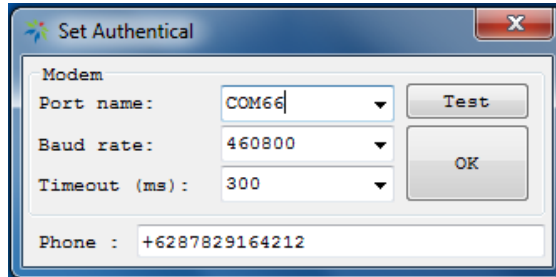 Set Authentical
Modem
Port name: COM66 Test
Baud rate: 460800
OK
Timeout (ms): 300
Phone : +6287829164212